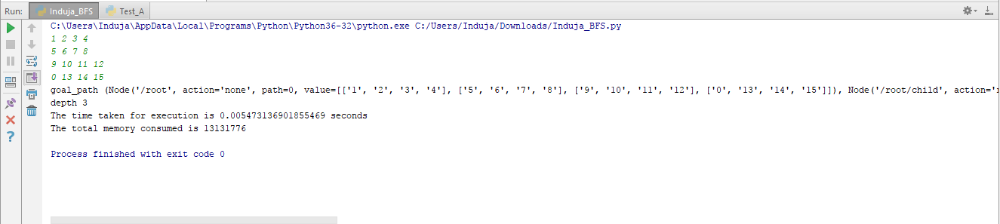 Run: Induja_BFS Test_A
C:\Users\Induja\AppData\Local\Programs\Python\Python36-32\python.exe C:/Users/Induja/Downloads/Induja_BFS.py
1 2 3 4
5 6 7 8
9 10 11 12
0 13 14 15
goal_path (Node('/root', action='none', path=0, value=[['1', '2', '3', '4'], ['5', '6', '7', '8'], ['9', '10', '11', '12'], ['0', '13', '14', '15']]), Node('/root/child', action='r
depth 3
The time taken for execution is 0.005473136901855469 seconds
The total memory consumed is 13131776
Process finished with exit code 0